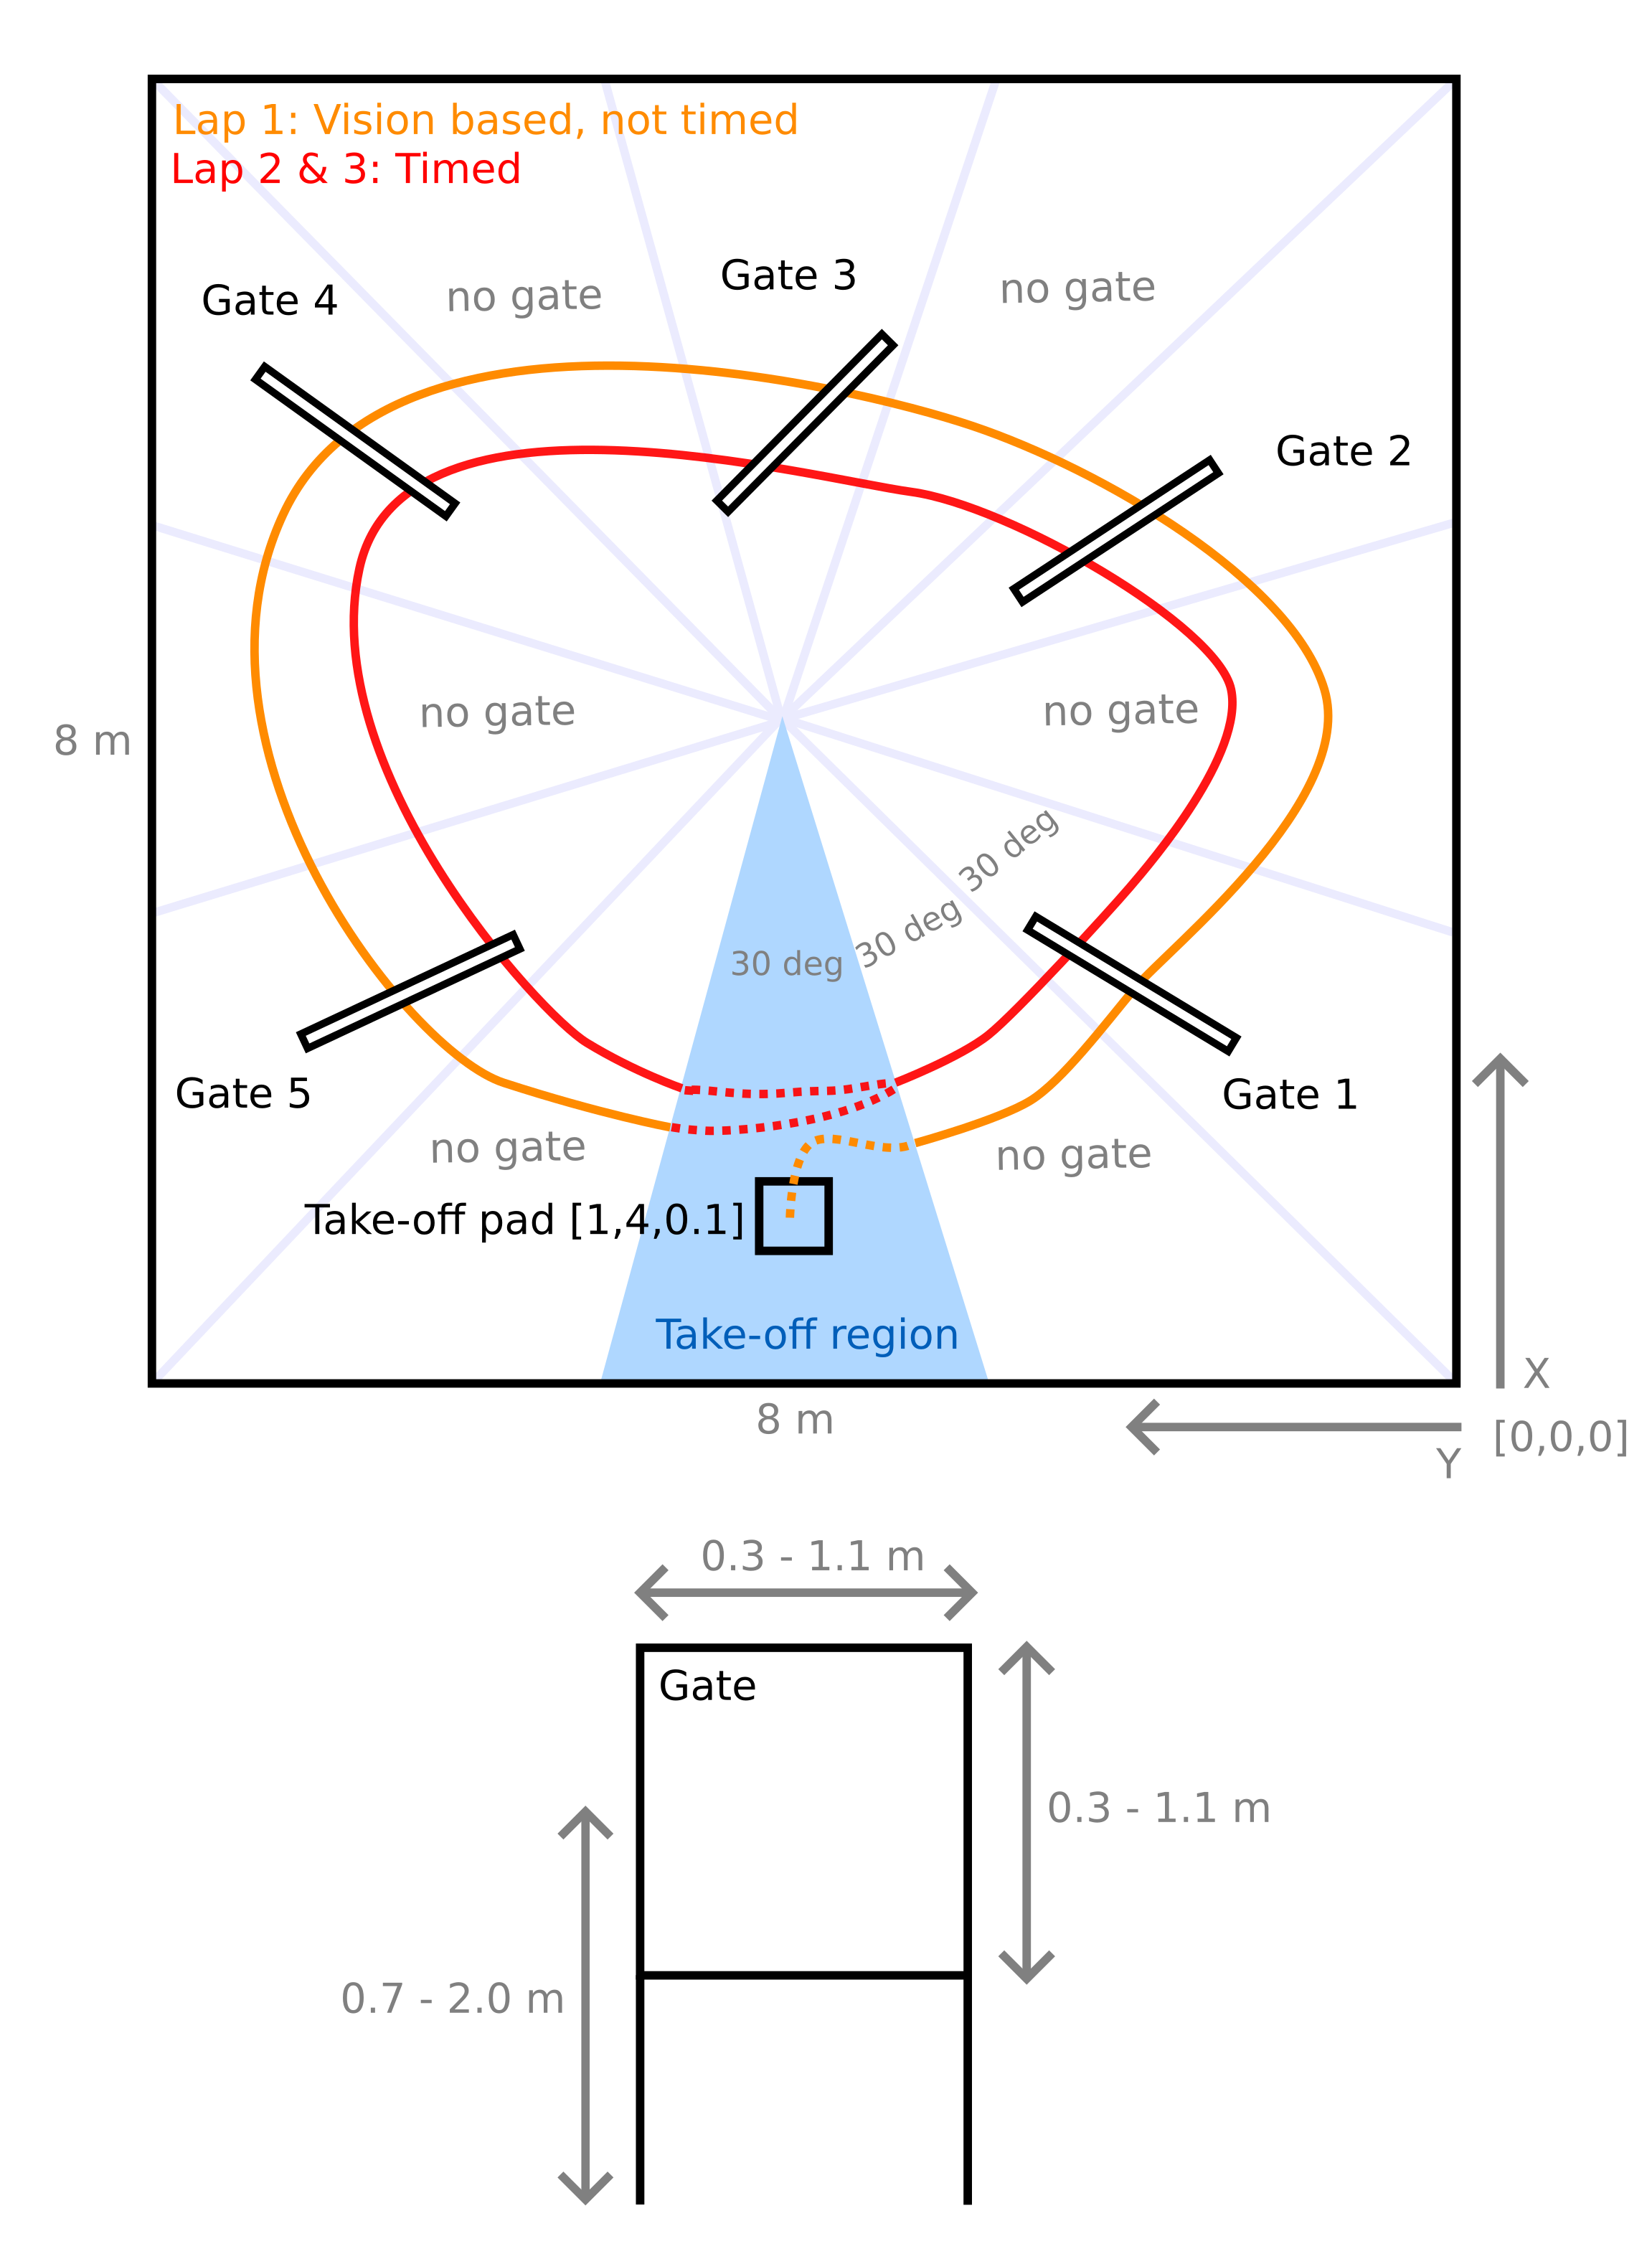 Lap 1: Vision based, not timed
Lap 2 & 3: Timed
Gate 3
no gate
no gate
Gate 4
Gate 2
no gate
no gate
8 m
30 deg
30 deg
30 deg
Gate 5
Gate 1
no gate
no gate
Take-off pad [1,4,0.1]
Take-off region
X
8 m
[0,0,0]
Y
0.3 - 1.1 m
Gate
0.3 - 1.1 m
0.7 - 2.0 m